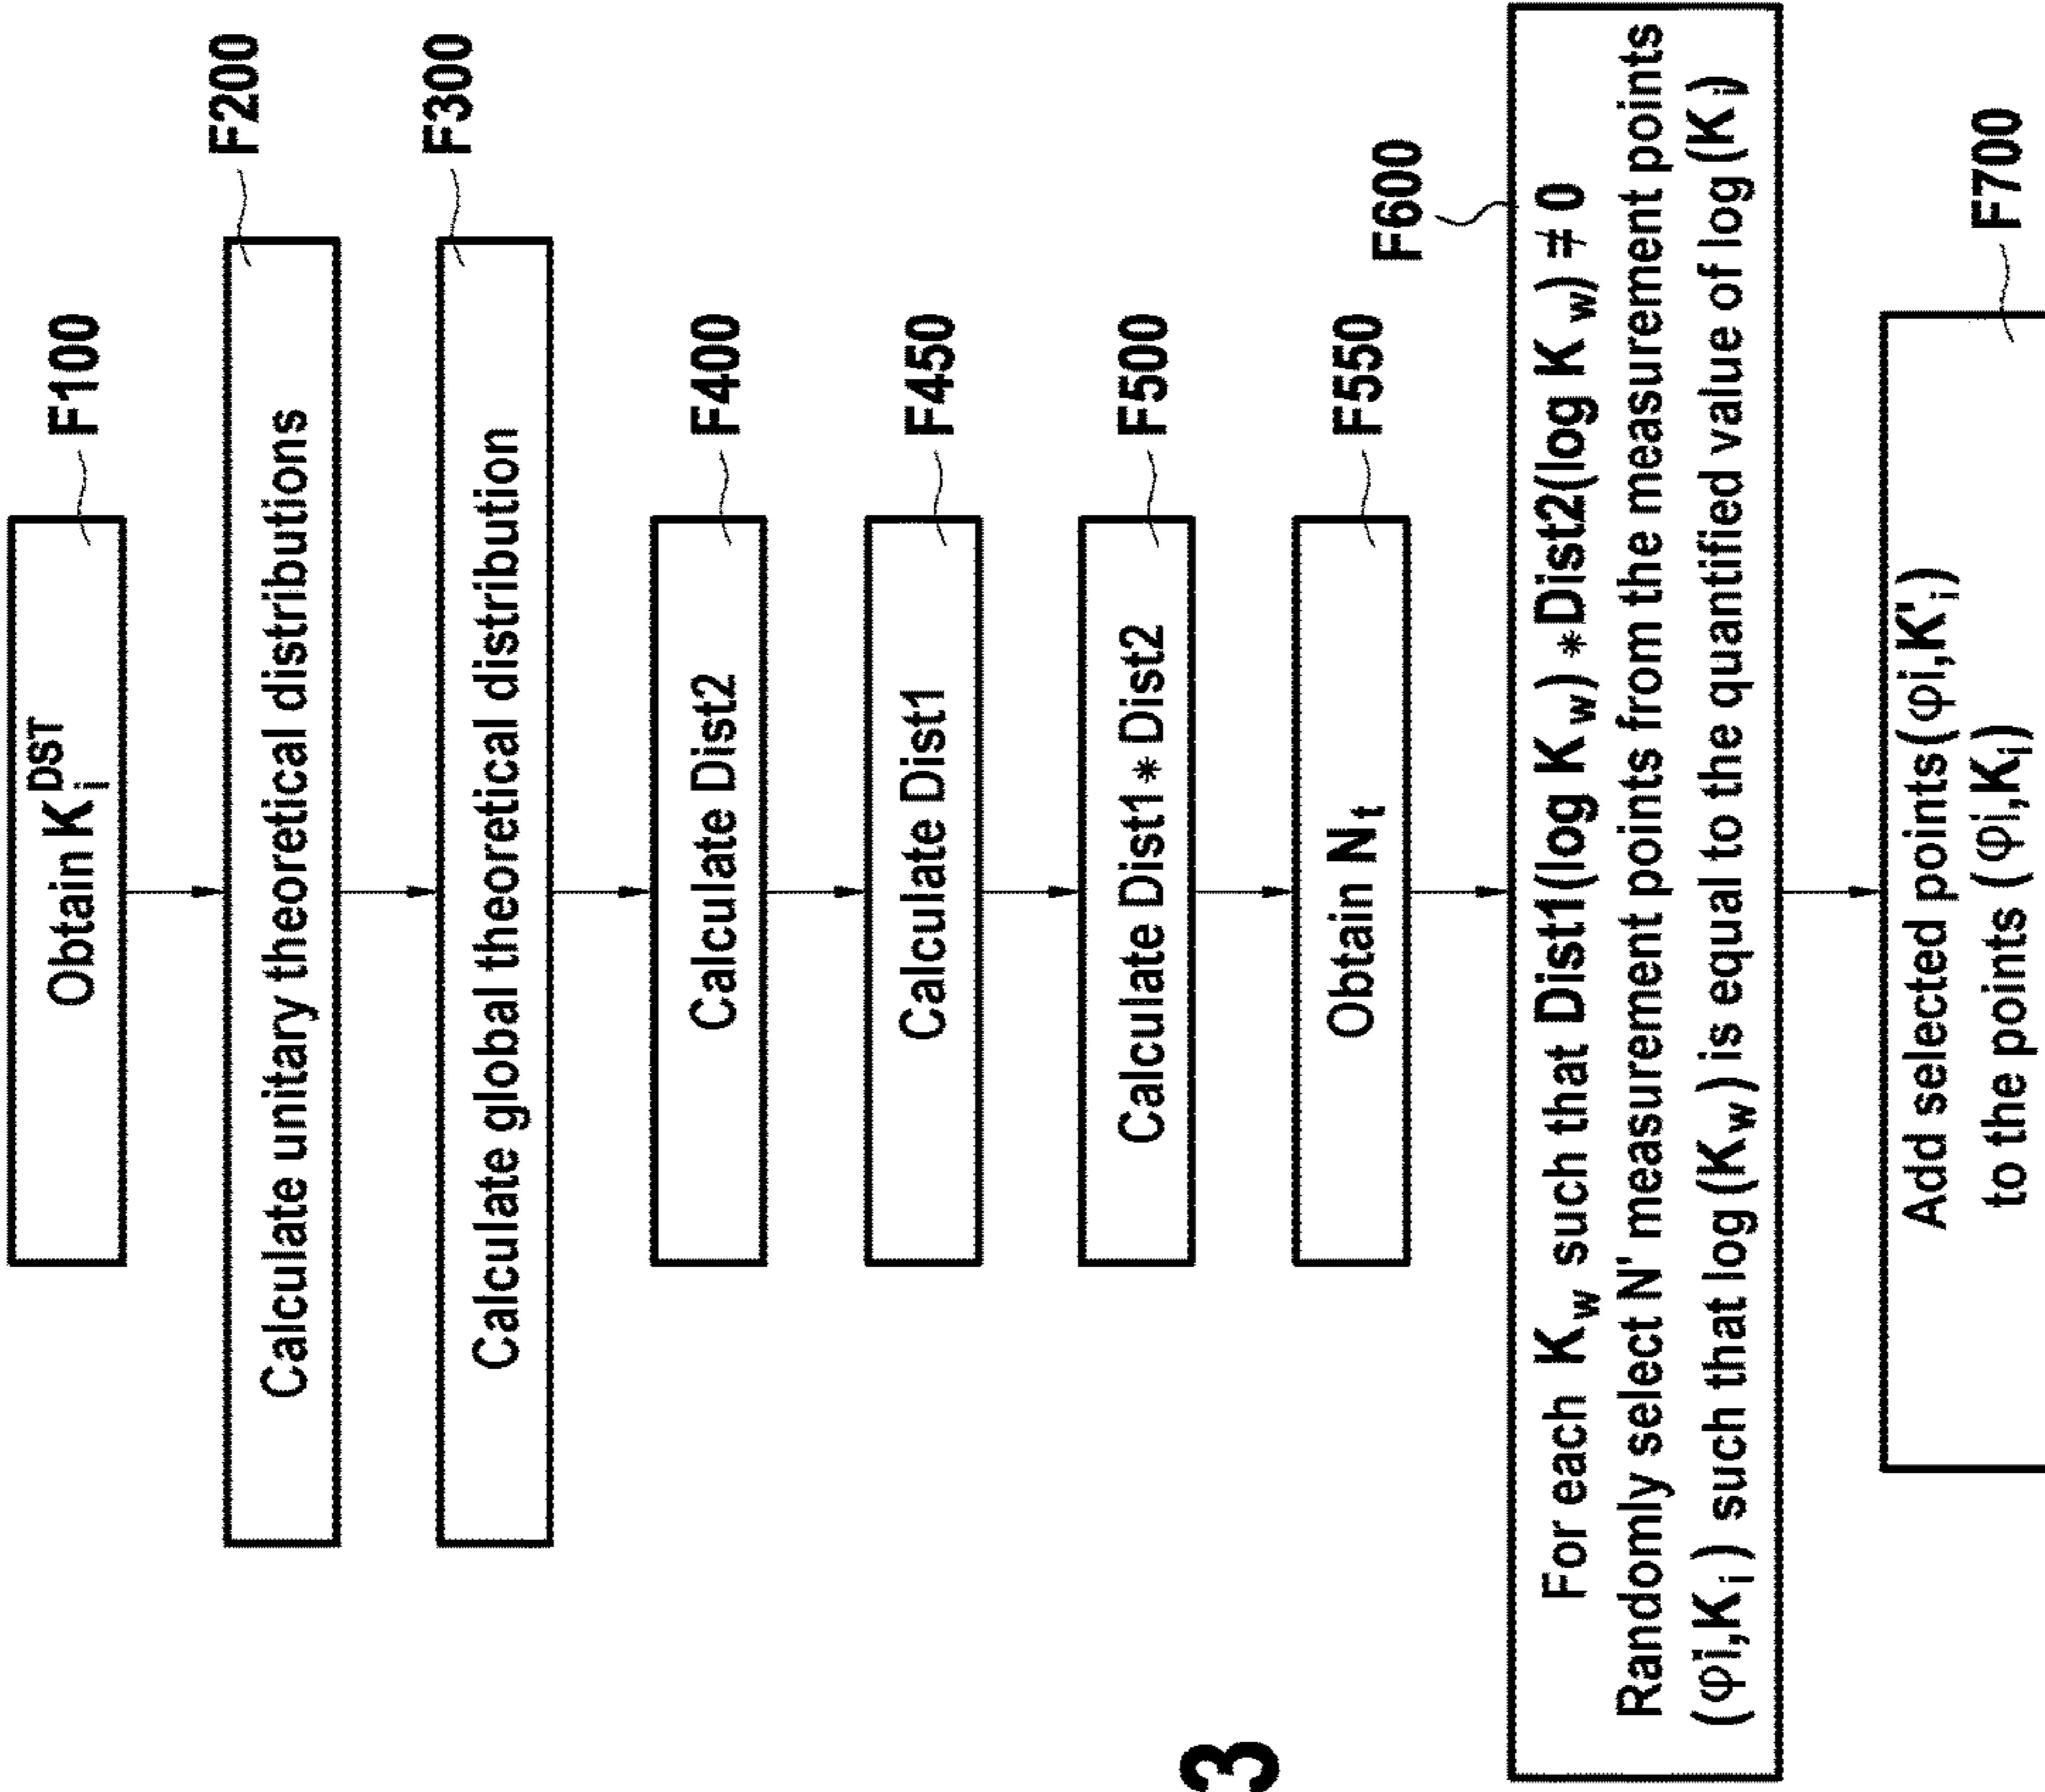 Obtain K_i^DST
F100
Calculate unitary theoretical distributions
F200
Calculate global theoretical distribution
F300
Calculate Dist2
F400
Calculate Dist1
F450
Calculate Dist1 * Dist2
F500
Obtain N_t
F550
F600
For each K_w such that Dist1(log K_w) * Dist2(log K_w) ≠ 0
Randomly select N' measurement points from the measurement points
(φi,K_i) such that log (K_w) is equal to the quantified value of log (K_i)
F700
Add selected points (φi,K'_i)
to the points (φi,K_i)
3